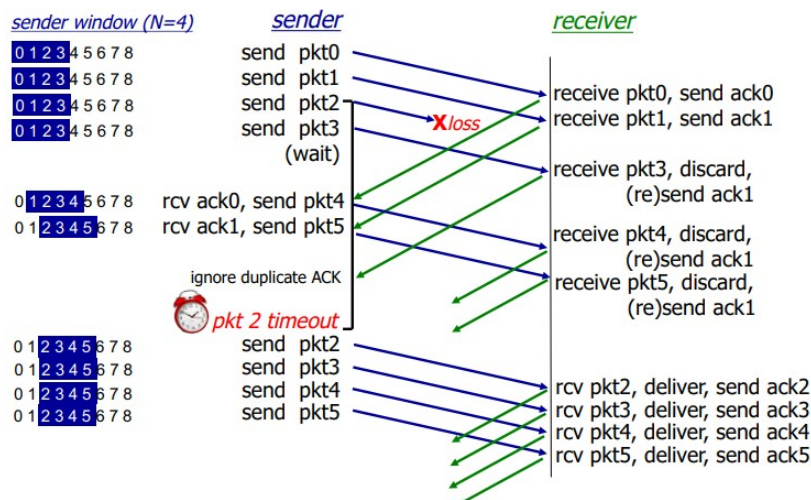 sender window (N=4)
sender
receiver
0 1 2 3 4 5 6 7 8
send pkt0
0 1 2 3 4 5 6 7 8
send pkt1
0 1 2 3 4 5 6 7 8
send pkt2
0 1 2 3 4 5 6 7 8
send pkt3
(wait)
X loss
receive pkt0, send ack0
receive pkt1, send ack1
receive pkt3, discard,
(re)send ack1
0 1 2 3 4 5 6 7 8
rcv ack0, send pkt4
0 1 2 3 4 5 6 7 8
rcv ack1, send pkt5
receive pkt4, discard,
(re)send ack1
receive pkt5, discard,
(re)send ack1
ignore duplicate ACK
pkt 2 timeout
0 1 2 3 4 5 6 7 8
send pkt2
0 1 2 3 4 5 6 7 8
send pkt3
0 1 2 3 4 5 6 7 8
send pkt4
0 1 2 3 4 5 6 7 8
send pkt5
rcv pkt2, deliver, send ack2
rcv pkt3, deliver, send ack3
rcv pkt4, deliver, send ack4
rcv pkt5, deliver, send ack5